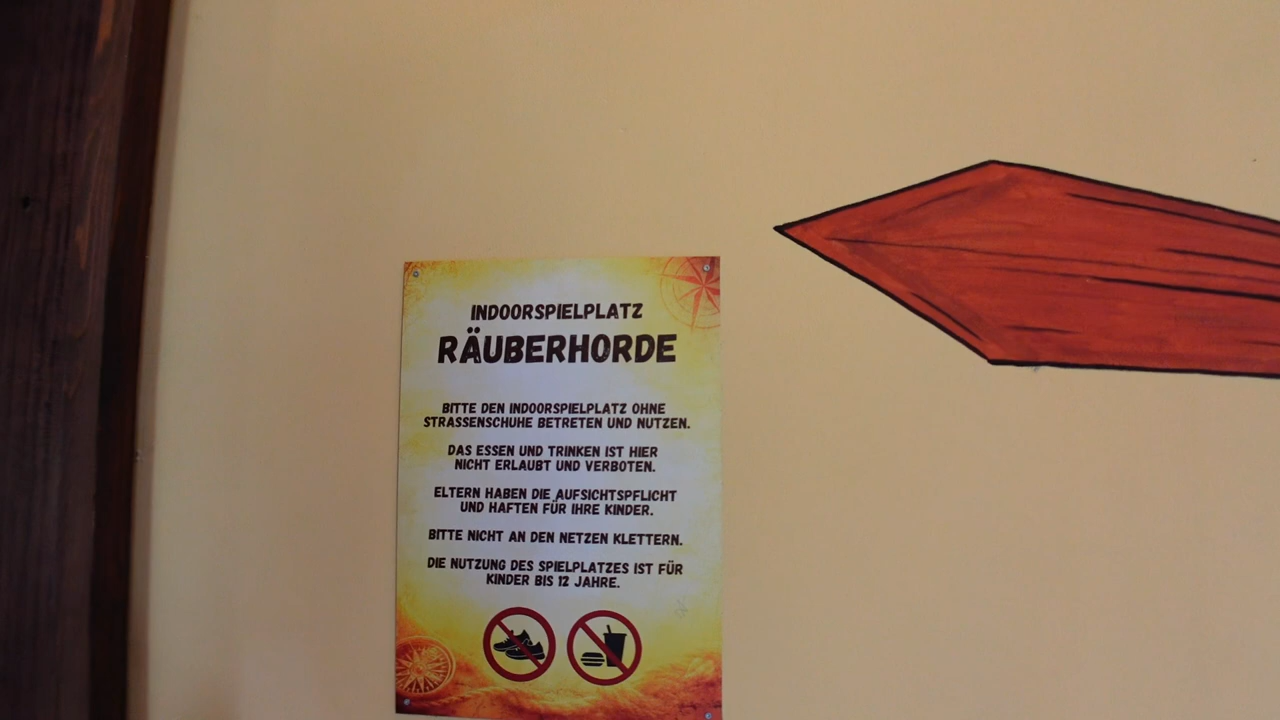 INDOORSPIELPLATZ
RÄUBERHORDE
BITTE DEN INDOORSPIELPLATZ OHNE
STRASSENSCHUHE BETRETEN UND NUTZEN.
DAS ESSEN UND TRINKEN IST HIER
NICHT ERLAUBT UND VERBOTEN.
ELTERN HABEN DIE AUFSICHTSPFLICHT
UND HAFTEN FÜR IHRE KINDER.
BITTE NICHT AN DEN NETZEN KLETTERN.
DIE NUTZUNG DES SPIELPLATZES IST FÜR
KINDER BIS 12 JAHRE.